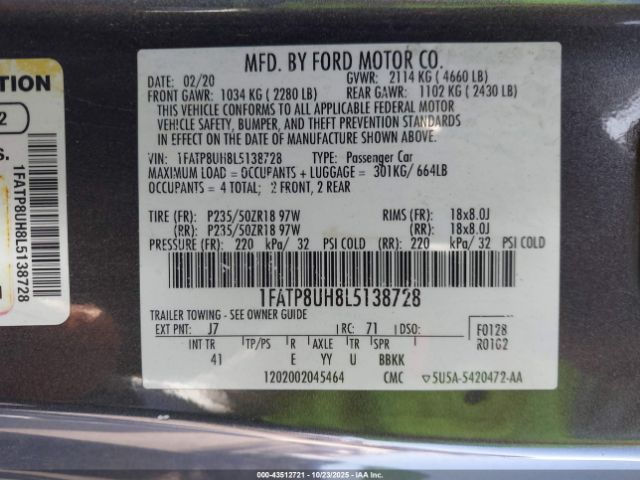 TION
2
S.
1FATP8UH8L5138728
MFD. BY FORD MOTOR CO.
DATE: 02/20 GVWR: 2114 KG ( 4660 LB)
FRONT GAWR: 1034 KG ( 2280 LB) REAR GAWR: 1102 KG ( 2430 LB)
THIS VEHICLE CONFORMS TO ALL APPLICABLE FEDERAL MOTOR
VEHICLE SAFETY, BUMPER, AND THEFT PREVENTION STANDARDS
IN EFFECT ON THE DATE OF MANUFACTURE SHOWN ABOVE.
VIN: 1FATP8UH8L5138728 TYPE: Passenger Car
MAXIMUM LOAD = OCCUPANTS + LUGGAGE = 301KG/ 664LB
OCCUPANTS = 4 TOTAL; 2 FRONT, 2 REAR
TIRE (FR): P235/50ZR18 97W RIMS (FR): 18x8.0J
(RR): P235/50ZR18 97W (RR): 18x8.0J
PRESSURE (FR): 220 kPa/ 32 PSI COLD (RR): 220 kPa/ 32 PSI COLD
1FATP8UH8L5138728
TRAILER TOWING - SEE OWNER GUIDE
EXT PNT: J7 RC: 71 DSO: F0128
INT TR TP/PS R AXLE TR SPR R01G2
41 E YY U BBKK
1202002045464 CMC 5USA-5420472-AA
000-43512721 - 10/23/2025 - IAA, Inc.